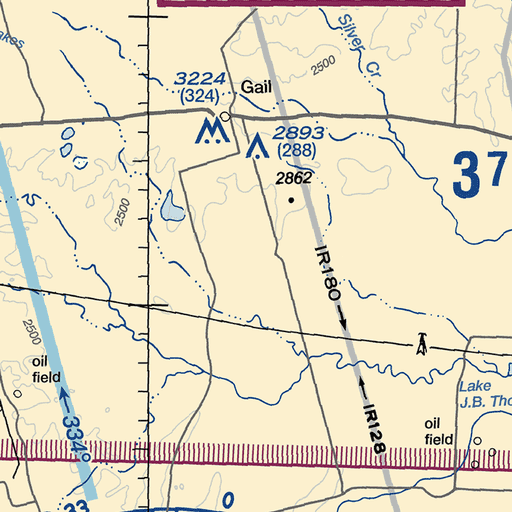 Silver Cr
akes
2500
3224
(324)
Gail
2893
(288)
2862
37
2500
IR180
2500
oil
field
Lake
J.B. Tho
IR128
334°
oil
field
33
0